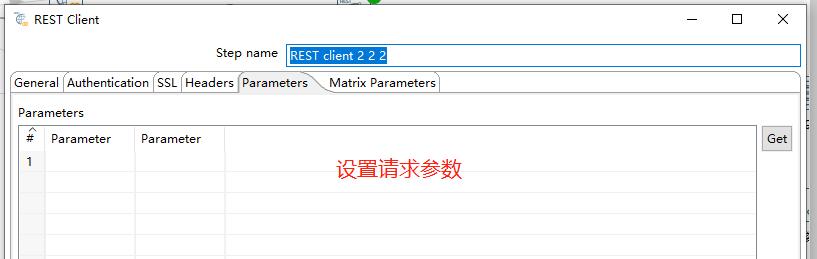 REST Client
Step name REST client 2 2 2
General Authentication SSL Headers Parameters Matrix Parameters
Parameters
# Parameter Parameter Get
1
设置请求参数